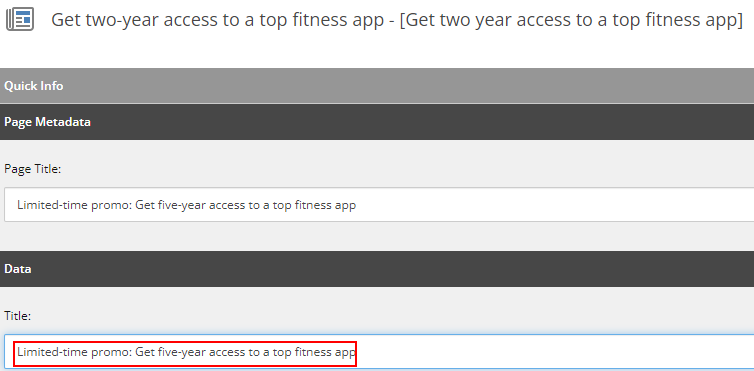 Get two-year access to a top fitness app - [Get two year access to a top fitness app]
Quick Info
Page Metadata
Page Title:
Limited-time promo: Get five-year access to a top fitness app
Data
Title:
Limited-time promo: Get five-year access to a top fitness app